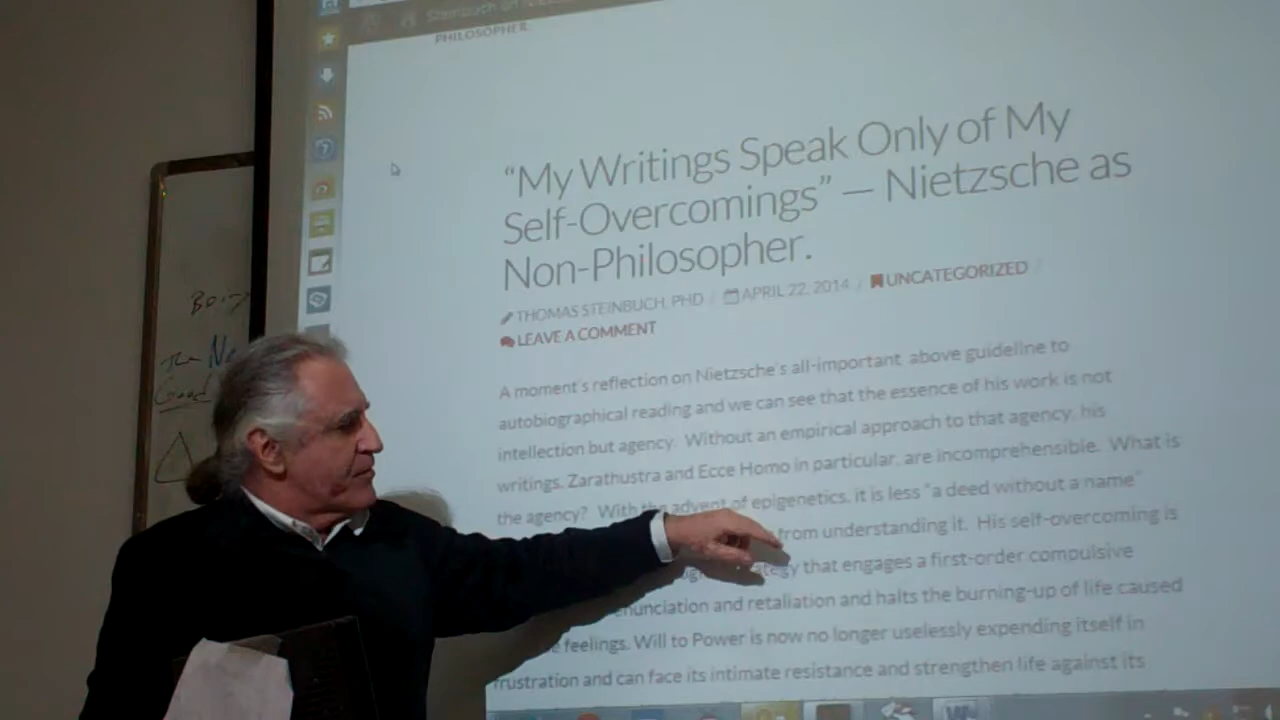 Steinbuch on
PHILOSOPHER.
“My Writings Speak Only of My
Self-Overcomings” — Nietzsche as
Non-Philosopher.
THOMAS STEINBUCH, PHD / APRIL 22, 2014 / UNCATEGORIZED
LEAVE A COMMENT
A moment's reflection on Nietzsche's all-important above guideline to
autobiographical reading and we can see that the essence of his work is not
intellection but agency. Without an empirical approach to that agency, his
writings, Zarathustra and Ecce Homo in particular, are incomprehensible. What is
the agency? With the advent of epigenetics, it is less “a deed without a name”
from understanding it. His self-overcoming is
that engages a first-order compulsive
and retaliation and halts the burning-up of life caused
feelings. Will to Power is now no longer uselessly expending itself in
frustration and can face its intimate resistance and strengthen life against its
The
Good